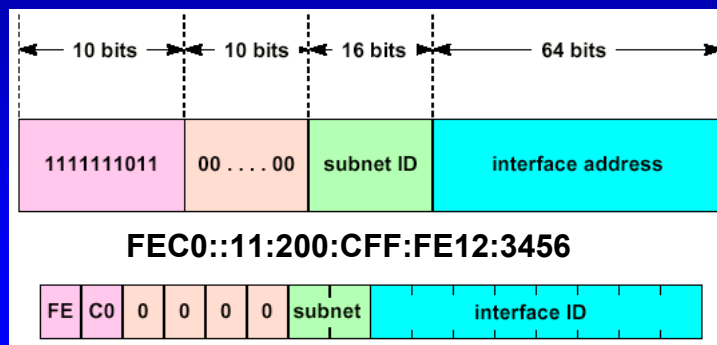 10 bits 10 bits 16 bits 64 bits
1111111011 00 . . . . 00 subnet ID interface address
FEC0::11:200:CFF:FE12:3456
FE C0 0 0 0 0 subnet interface ID